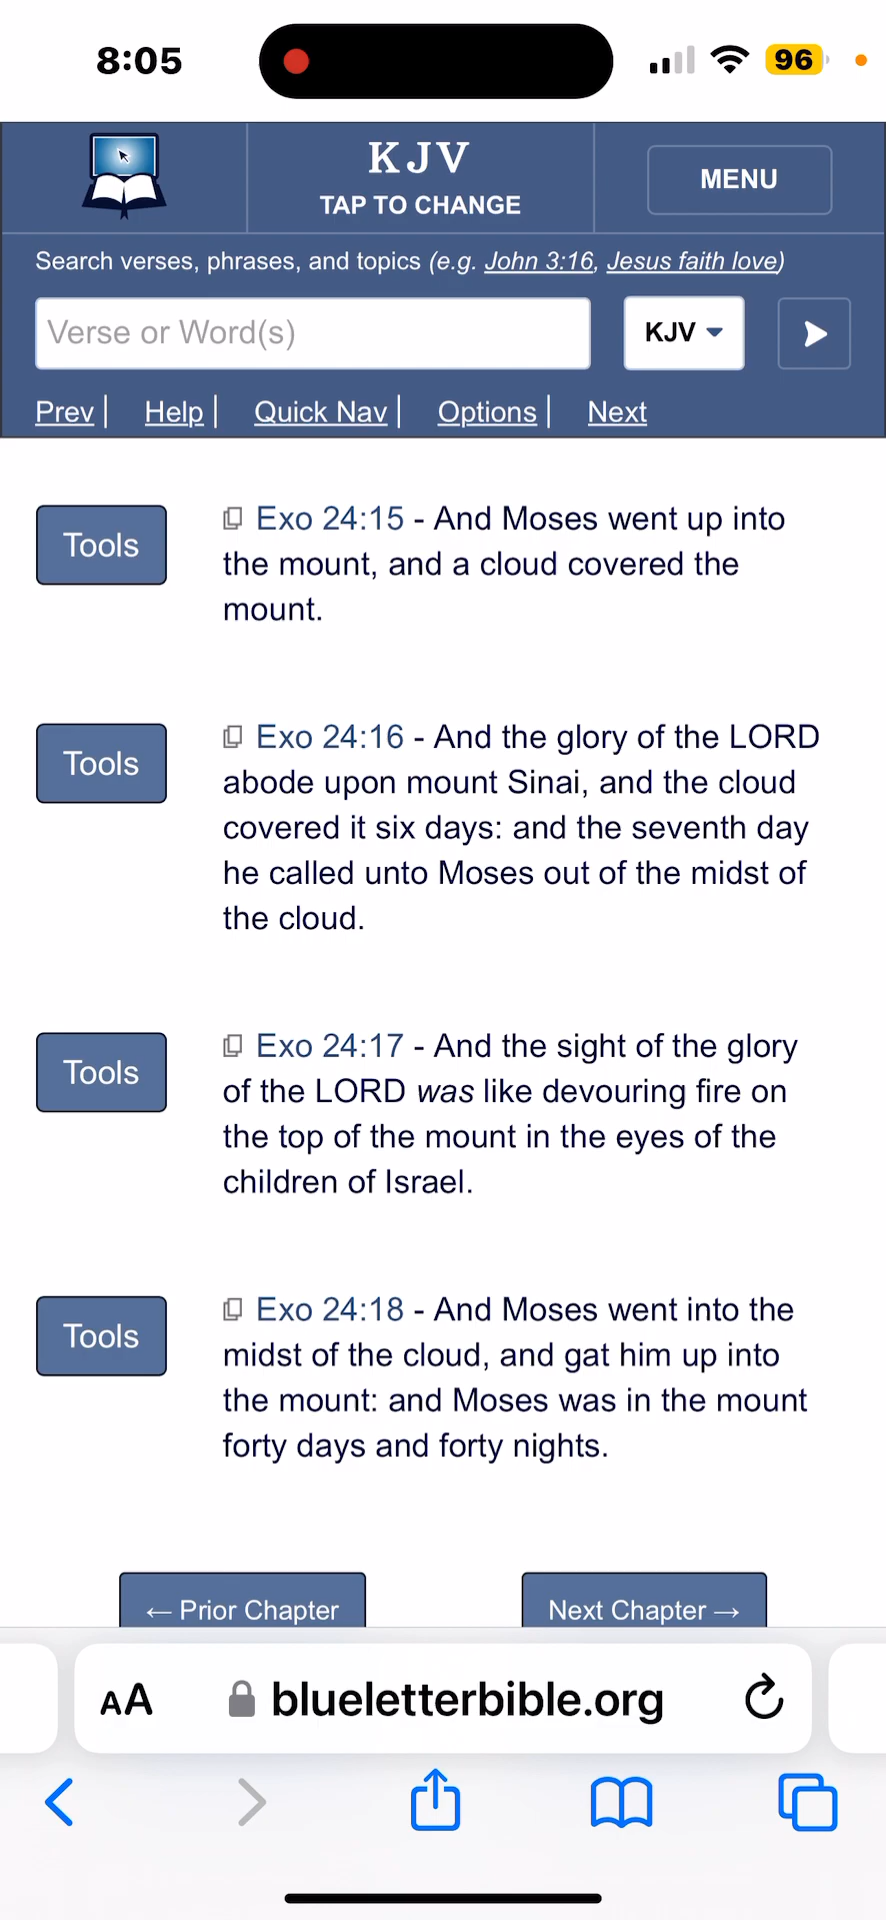 8:05
96
KJV
TAP TO CHANGE
MENU
Search verses, phrases, and topics (e.g. John 3:16, Jesus faith love)
Verse or Word(s)
KJV
Prev | Help | Quick Nav | Options | Next
Tools
Exo 24:15 - And Moses went up into
the mount, and a cloud covered the
mount.
Tools
Exo 24:16 - And the glory of the LORD
abode upon mount Sinai, and the cloud
covered it six days: and the seventh day
he called unto Moses out of the midst of
the cloud.
Tools
Exo 24:17 - And the sight of the glory
of the LORD was like devouring fire on
the top of the mount in the eyes of the
children of Israel.
Tools
Exo 24:18 - And Moses went into the
midst of the cloud, and gat him up into
the mount: and Moses was in the mount
forty days and forty nights.
← Prior Chapter
Next Chapter →
AA
blueletterbible.org